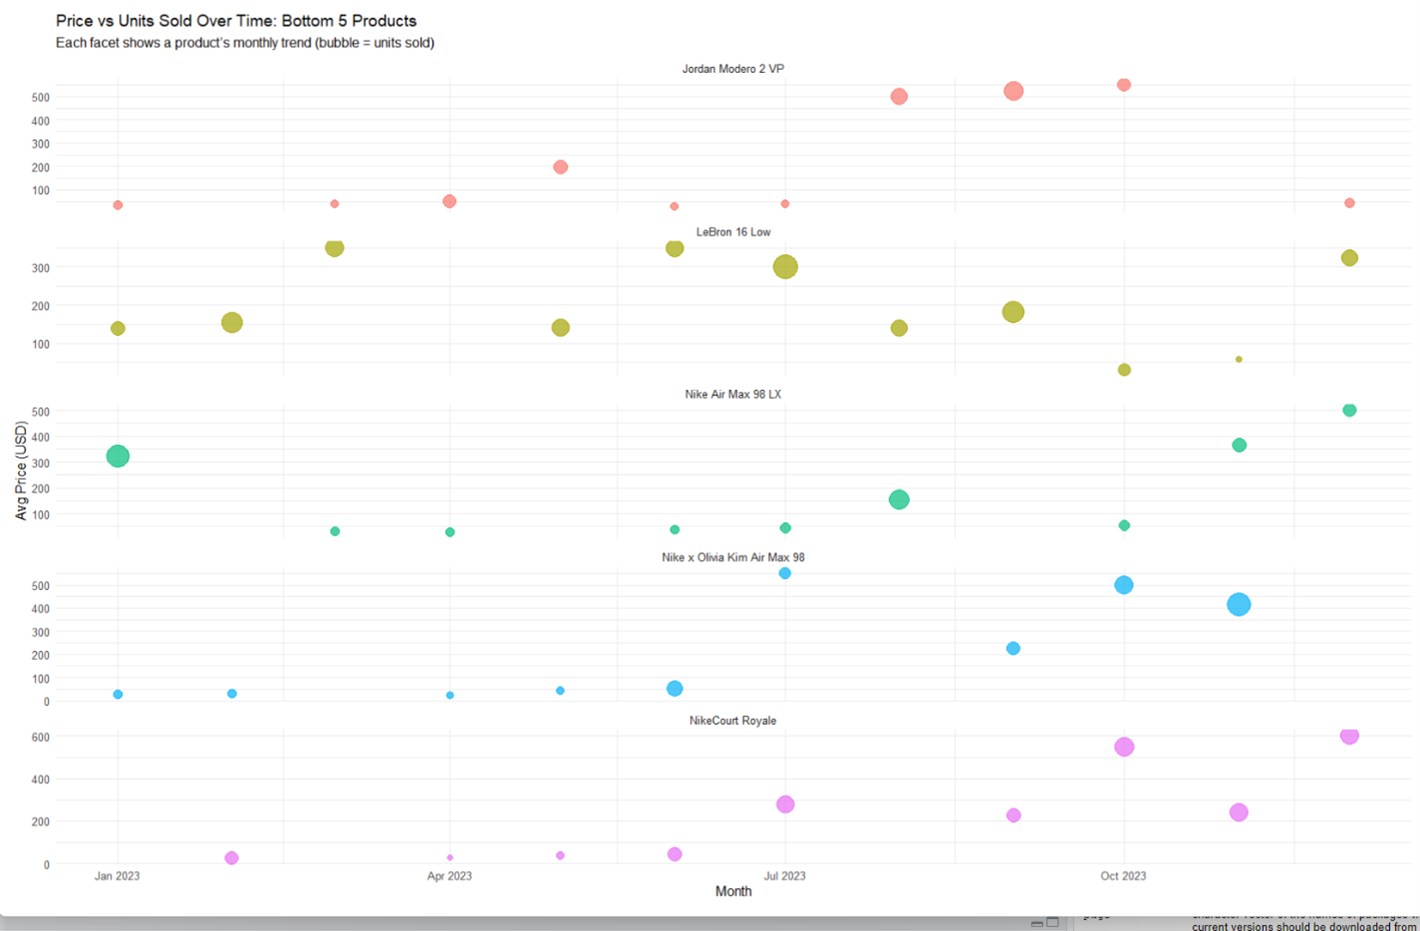 Price vs Units Sold Over Time: Bottom 5 Products
Each facet shows a product's monthly trend (bubble = units sold)
Jordan Modero 2 VP
500
400
300
200
100
LeBron 16 Low
300
200
100
Nike Air Max 98 LX
500
400
300
200
100
Avg Price (USD)
Nike x Olivia Kim Air Max 98
500
400
300
200
100
0
NikeCourt Royale
600
400
200
0
Jan 2023
Apr 2023
Jul 2023
Oct 2023
Month
current versions should be downloaded from